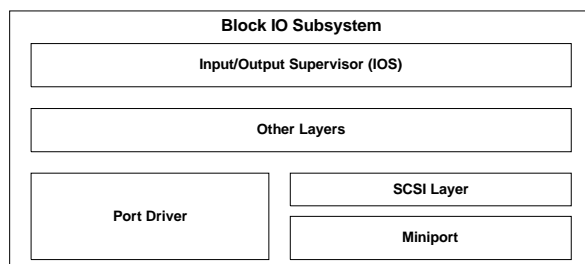 Block IO Subsystem
Input/Output Supervisor (IOS)
Other Layers
Port Driver
SCSI Layer
Miniport